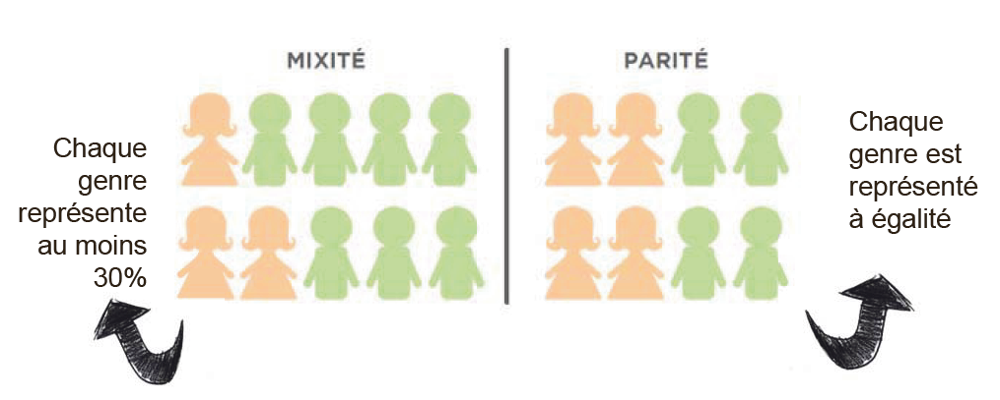 MIXITÉ
Chaque
genre
représente
au moins
30%
PARITÉ
Chaque
genre est
représenté
à égalité